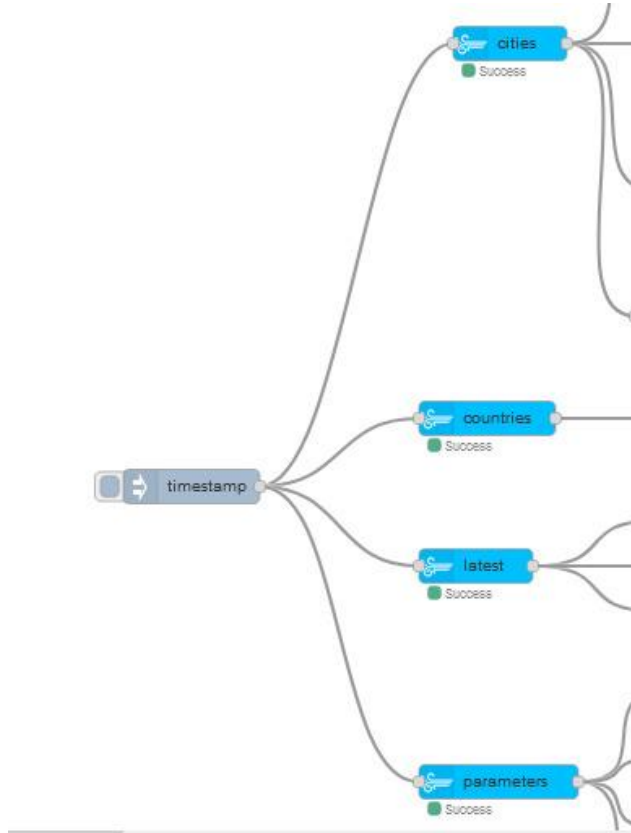 cities
Success
countries
Success
timestamp
latest
Success
parameters
Success